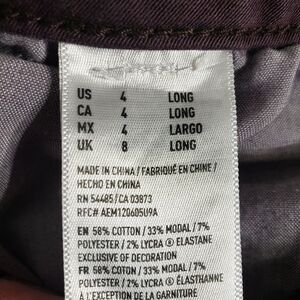 US 4 LONG
CA 4 LONG
MX 4 LARGO
UK 8 LONG
MADE IN CHINA / FABRIQUÉ EN CHINE /
HECHO EN CHINA
RN 54485/CA 03873
RFC# AEM120605U9A
EN 58% COTTON / 33% MODAL / 7%
POLYESTER / 2% LYCRA ® ELASTANE
EXCLUSIVE OF DECORATION
FR 58% COTON / 33% MODAL / 7%
POLYESTER / 2% LYCRA ® ÉLASTHANNE
À L'EXCEPTION DE LA GARNITURE